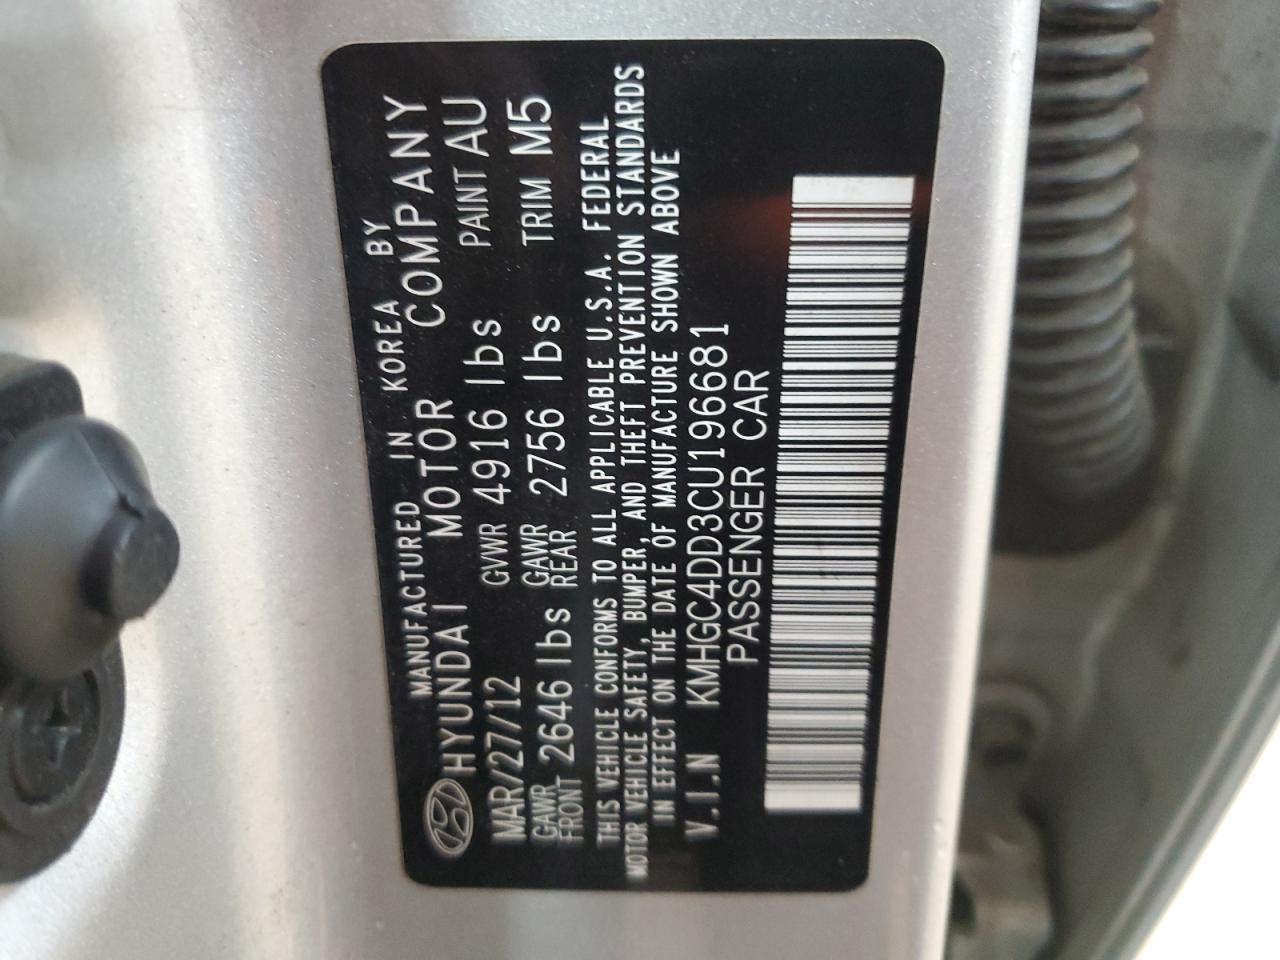 MANUFACTURED IN KOREA BY
HYUNDAI MOTOR COMPANY
MAR/27/12 GVWR 4916 lbs PAINT AU
GAWR FRONT 2646 lbs GAWR REAR 2756 lbs TRIM M5
THIS VEHICLE CONFORMS TO ALL APPLICABLE U.S.A. FEDERAL
MOTOR VEHICLE SAFETY, BUMPER, AND THEFT PREVENTION STANDARDS
IN EFFECT ON THE DATE OF MANUFACTURE SHOWN ABOVE
V.I.N KMHGC4DD3CU196681
PASSENGER CAR